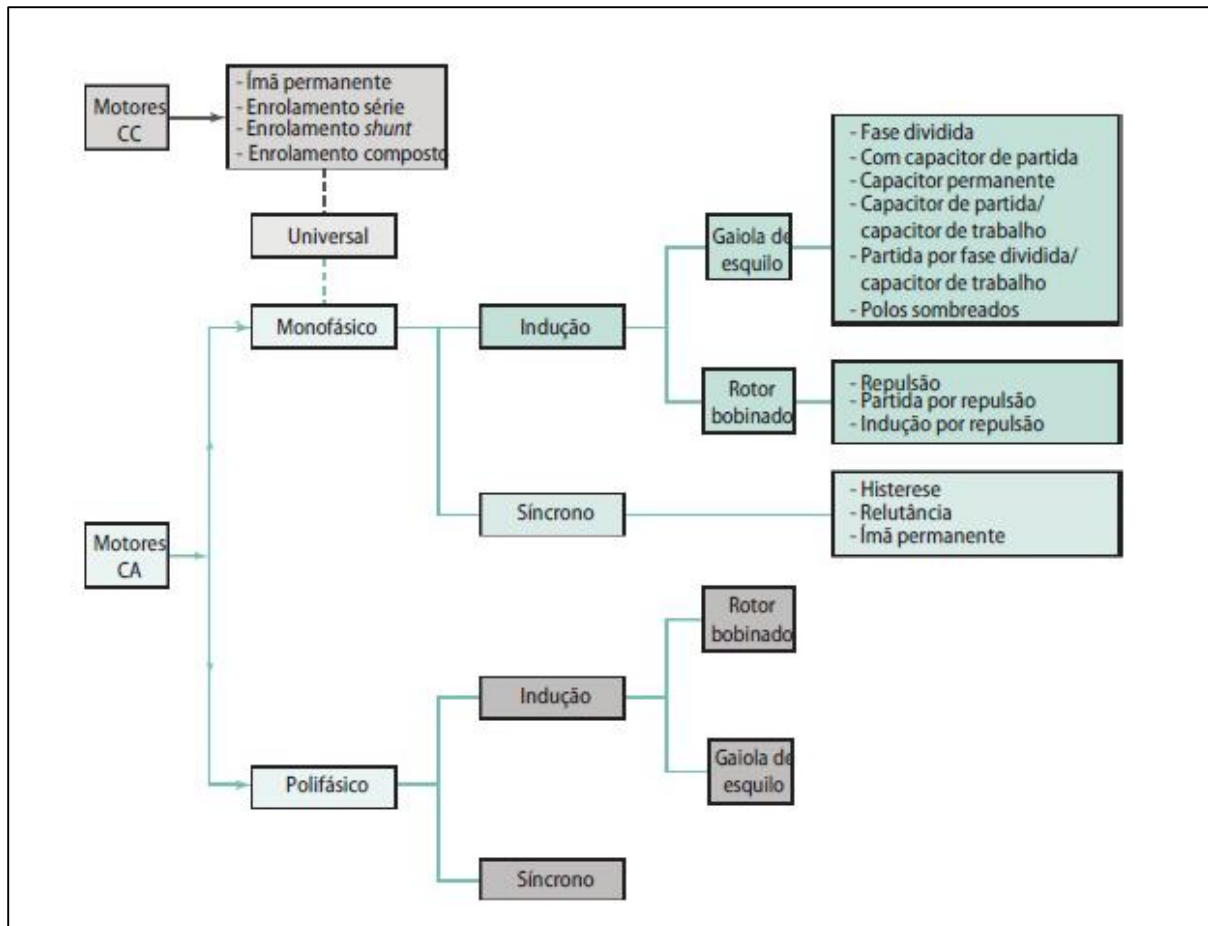 Motores
CC
- Ímã permanente
- Enrolamento série
- Enrolamento shunt
- Enrolamento composto
Universal
Monofásico
Indução
Gaiola de
esquilo
- Fase dividida
- Com capacitor de partida
- Capacitor permanente
- Capacitor de partida/
capacitor de trabalho
- Partida por fase dividida/
capacitor de trabalho
- Polos sombreados
Rotor
bobinado
- Repulsão
- Partida por repulsão
- Indução por repulsão
Síncrono
- Histerese
- Relutância
- Ímã permanente
Motores
CA
Polifásico
Indução
Rotor
bobinado
Gaiola de
esquilo
Síncrono